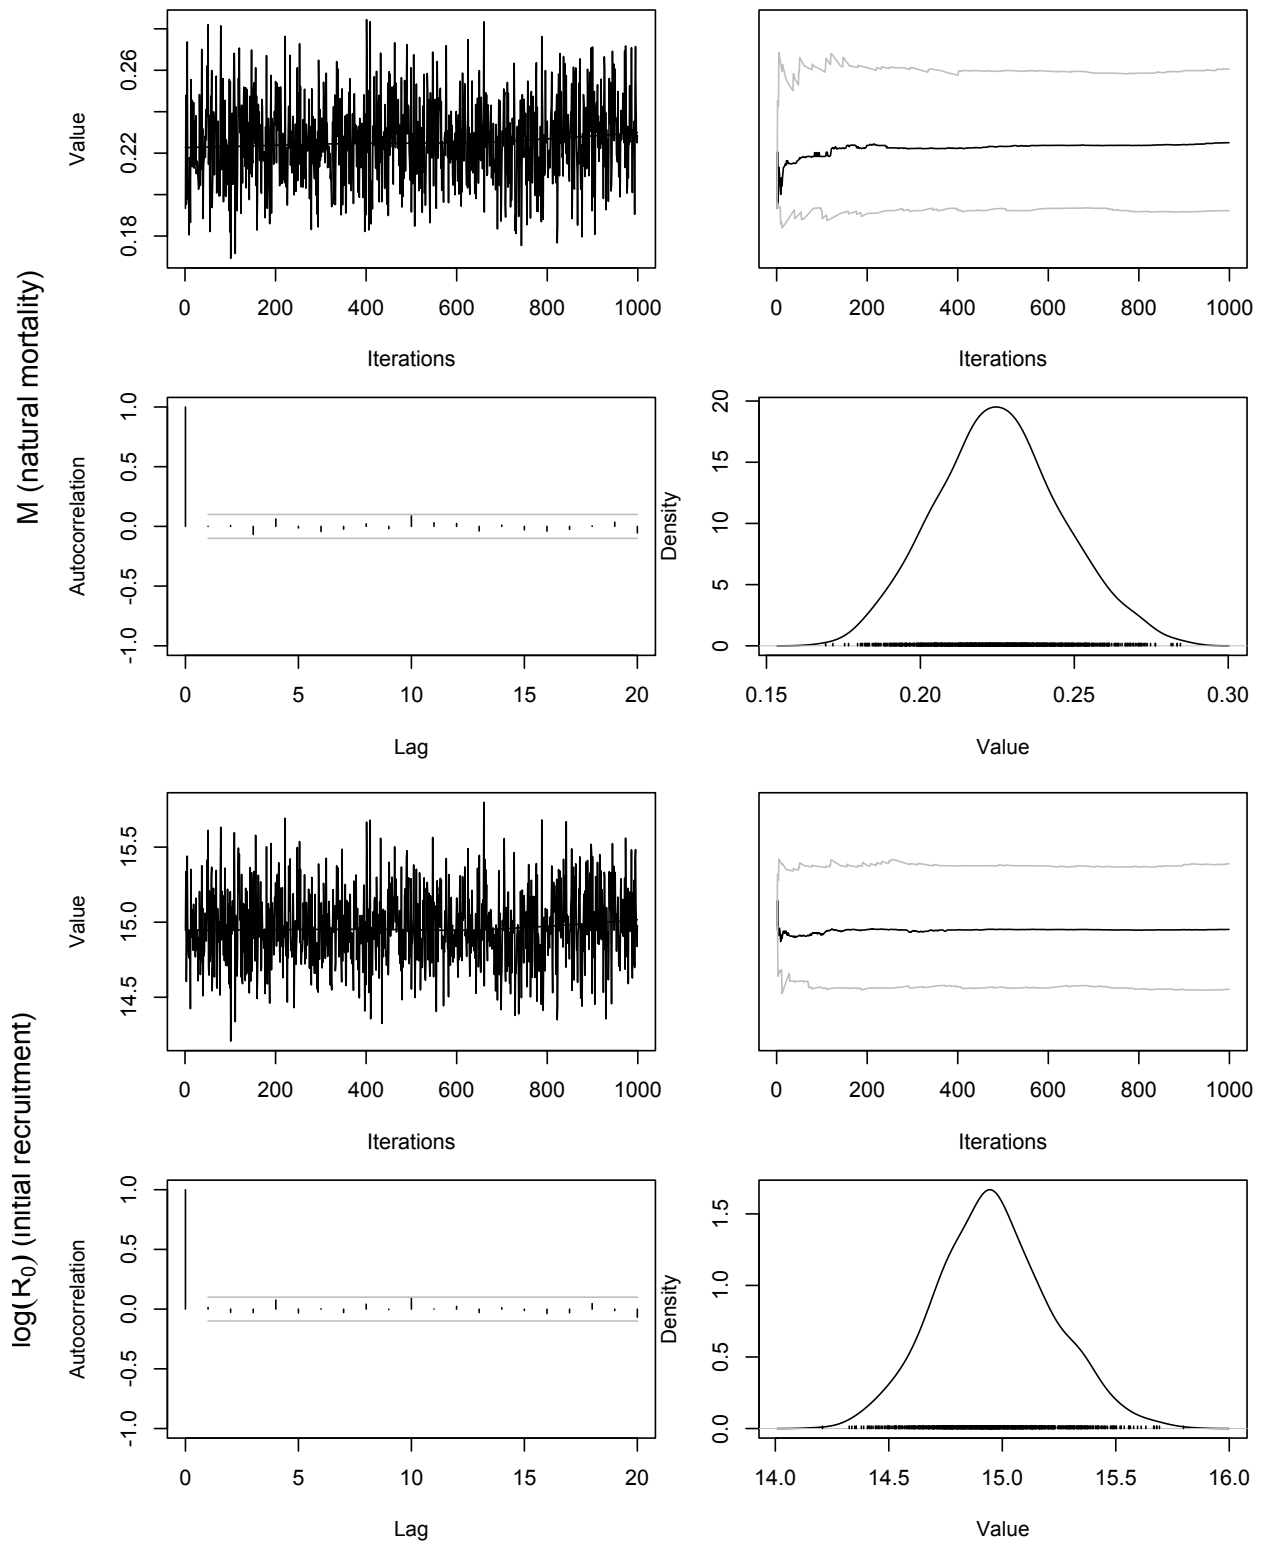 M (natural mortality)
Value
0.18 0.22 0.26
0 200 400 600 800 1000
Iterations
0 200 400 600 800 1000
Iterations
Autocorrelation
-1.0 -0.5 0.0 0.5 1.0
0 5 10 15 20
Lag
Density
0 5 10 15 20
0.15 0.20 0.25 0.30
Value
log(R0) (initial recruitment)
Value
14.5 15.0 15.5
0 200 400 600 800 1000
Iterations
0 200 400 600 800 1000
Iterations
Autocorrelation
-1.0 -0.5 0.0 0.5 1.0
0 5 10 15 20
Lag
Density
0.0 0.5 1.0 1.5
14.0 14.5 15.0 15.5 16.0
Value